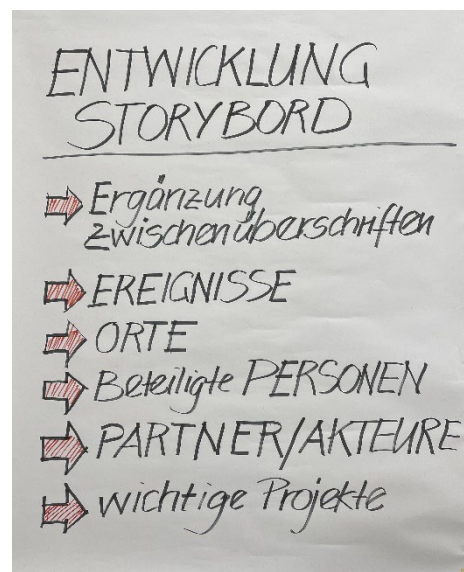 ENTWICKLUNG
STORYBORD
Ergänzung
Zwischenüberschriften
EREIGNISSE
ORTE
Beteiligte PERSONEN
PARTNER/AKTEURE
wichtige Projekte